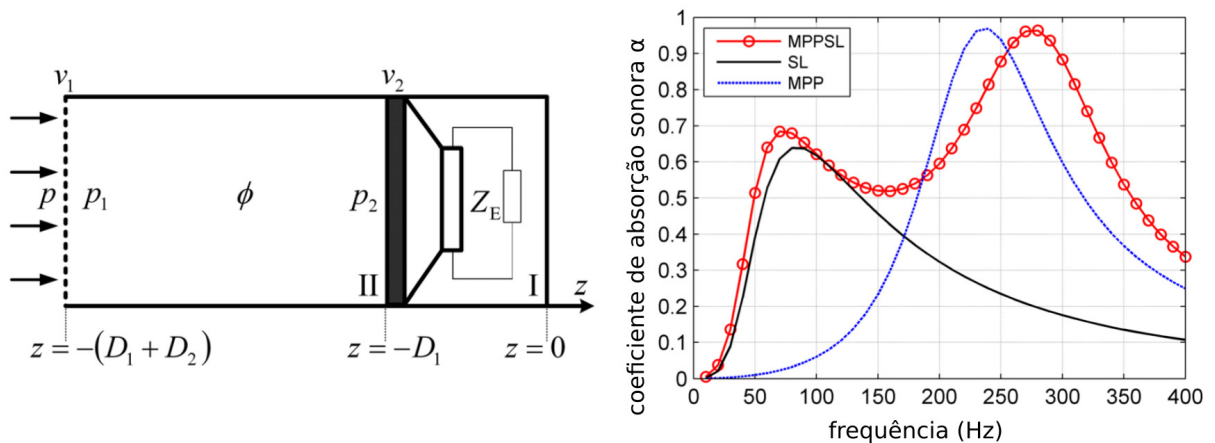 v₁
v₂
p
p₁
ϕ
p₂
Z_E
II
I
z
z=-(D₁+D₂)
z=-D₁
z=0
coeficiente de absorção sonora α
1
0.9
0.8
0.7
0.6
0.5
0.4
0.3
0.2
0.1
0
MPPSL
SL
MPP
0 50 100 150 200 250 300 350 400
frequência (Hz)